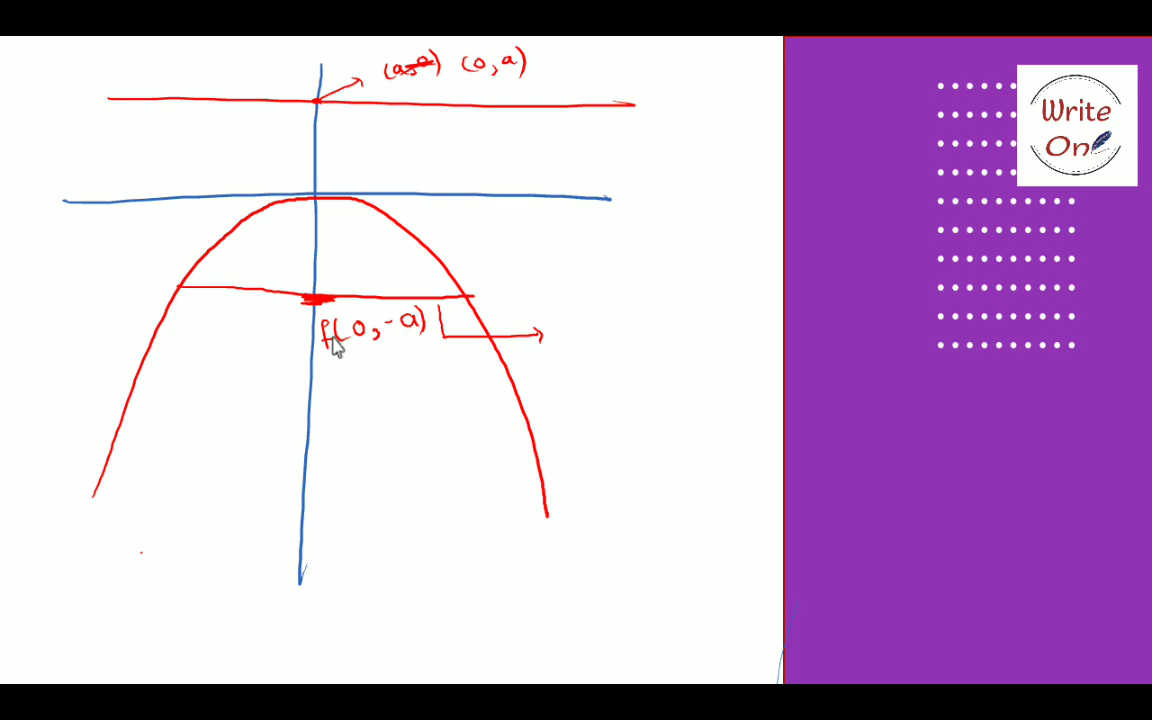 (0, a)
f(0, -a)
Write
On